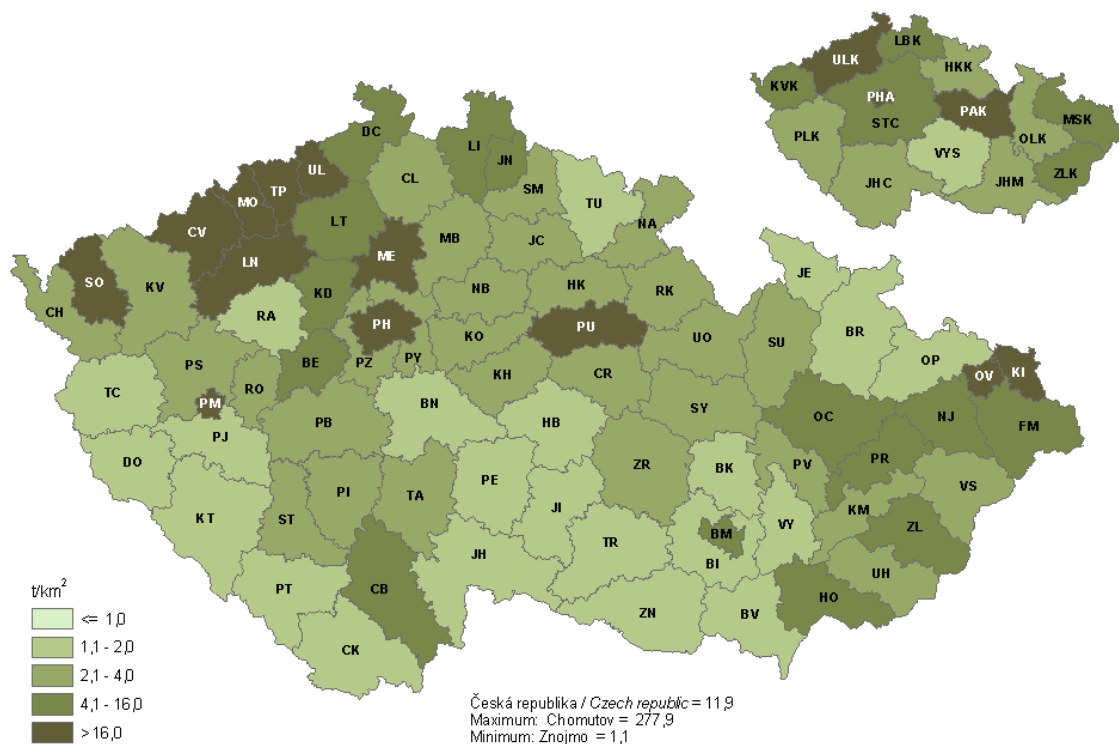 LBK
ULK
HKK
KVK
PHA
PAK
MSK
STC
OLK
PLK
VYS
ZLK
JHC
JHM
DC
LI
JN
UL
TP
CL
SM
MO
TU
NA
CV
LT
MB
JC
LN
ME
JE
SO
KV
KD
NB
HK
RK
CH
RA
BR
PH
KO
PU
UO
SU
OP
PS
BE
PZ
PY
OV
KI
TC
RO
KH
CR
PM
BN
SY
OC
NJ
FM
PB
HB
PJ
DO
ZR
BK
PV
PR
PE
VS
KT
PI
TA
JI
KM
ST
VY
BM
ZL
TR
JH
BI
UH
PT
CB
HO
ZN
BV
CK
t/km²
<= 1,0
1,1 - 2,0
2,1 - 4,0
4,1 - 16,0
>16,0
Česká republika / Czech republic = 11,9
Maximum: Chomutov = 277,9
Minimum: Znojmo = 1,1